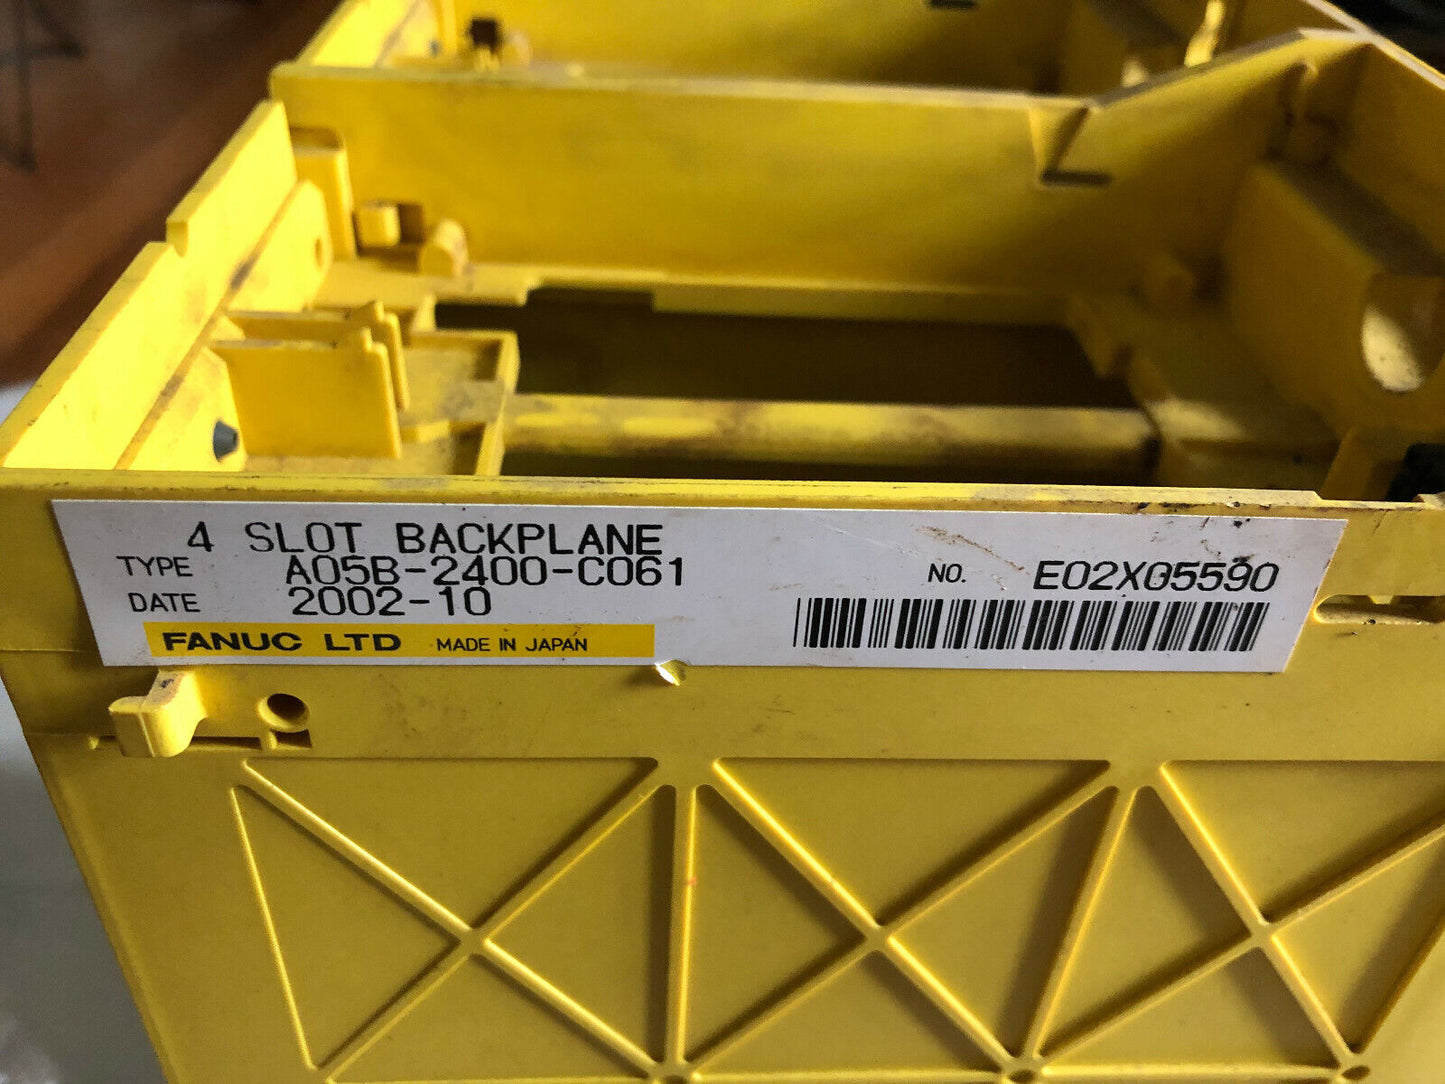 4 SLOT BACKPLANE
TYPE A05B-2400-C061
NO. E02X05590
DATE 2002-10
FANUC LTD MADE IN JAPAN